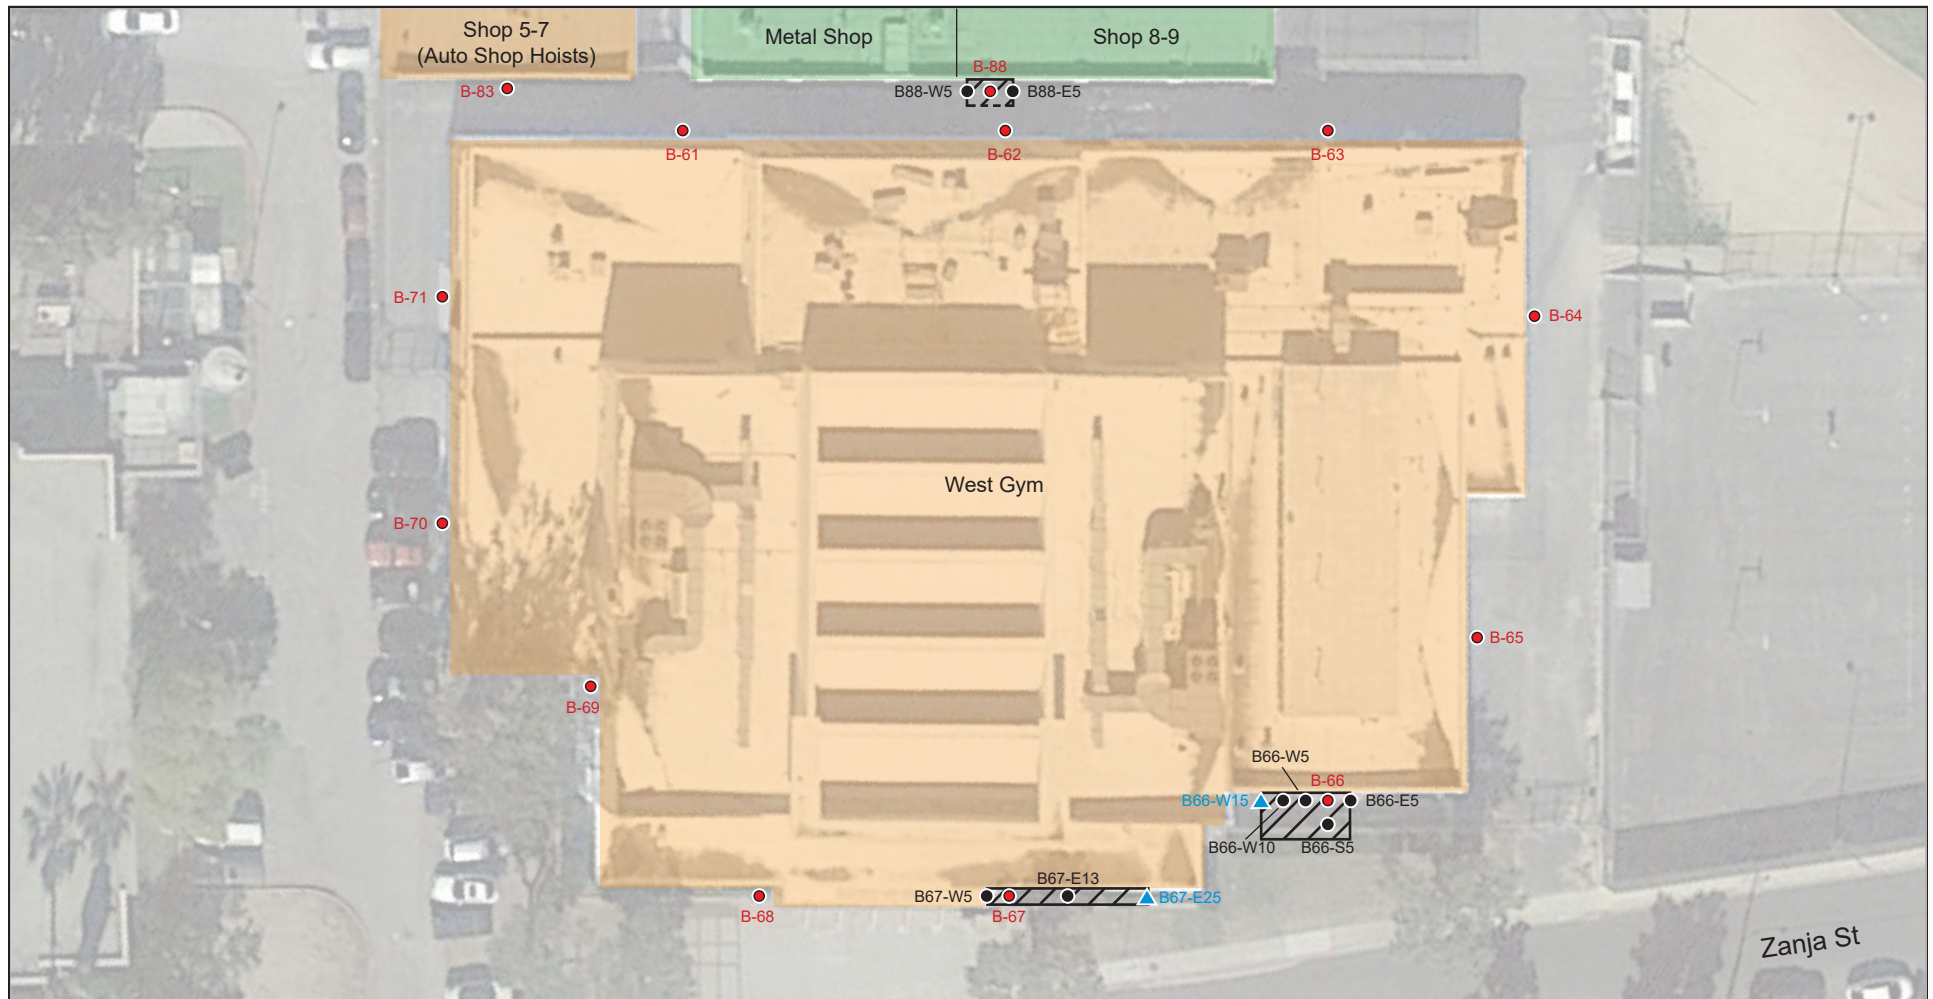 Shop 5-7
(Auto Shop Hoists)
Metal Shop
Shop 8-9
B-88
B-83
B88-W5
B88-E5
B-61
B-62
B-63
B-71
B-64
West Gym
B-70
B-65
B-69
B66-W5
B-66
B66-W15
B66-E5
B66-W10
B66-S5
B67-E13
B67-W5
B67-E25
B-68
B-67
Zanja St